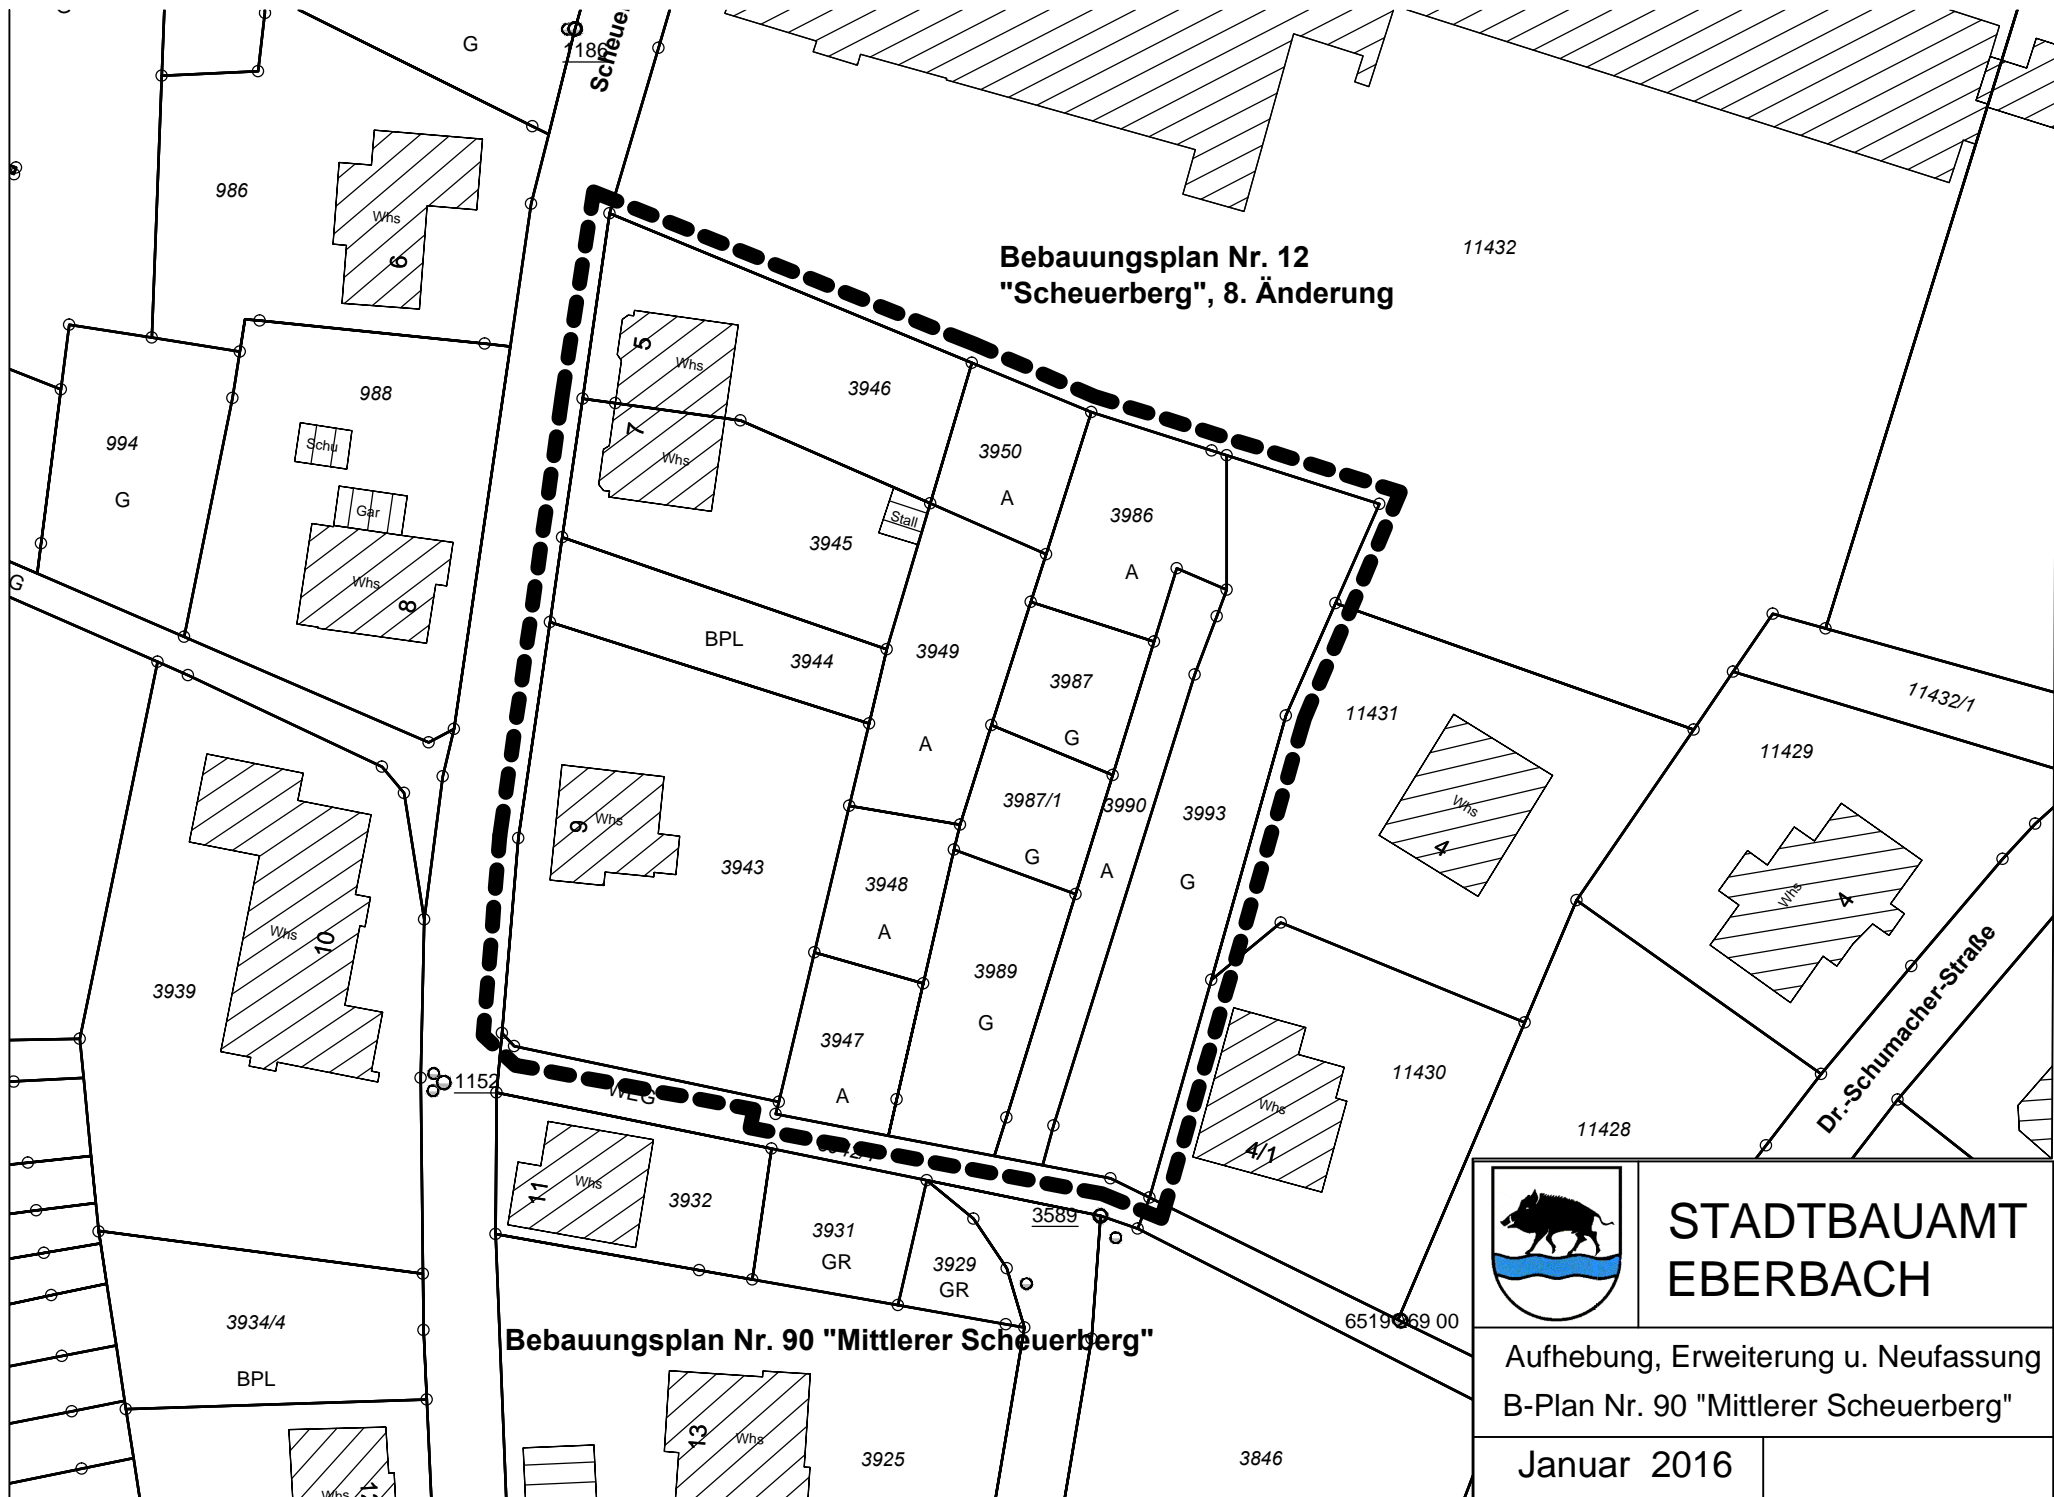 G
1186
986
Whs
6
Bebauungsplan Nr. 12
"Scheuerberg", 8. Änderung
11432
5
Whs
7
Whs
3946
988
994
G
Schu
Gar
Whs
8
G
3950
A
3986
A
Stall
3945
BPL
3944
3949
A
3987
G
11431
11432/1
11429
3987/1
G
3990
A
3993
G
Whs
4
Whs
4
9
Whs
3943
3948
A
Whs
10
3939
3989
G
Dr.-Schumacher-Straße
3947
A
11430
1152
WEG
Whs
4/1
11428
11
Whs
3932
3931
GR
3929
GR
3589
3934/4
BPL
Bebauungsplan Nr. 90 "Mittlerer Scheuerberg"
13
Whs
3925
3846
Whs
STADTBAUAMT
EBERBACH
Aufhebung, Erweiterung u. Neufassung
B-Plan Nr. 90 "Mittlerer Scheuerberg"
Januar 2016